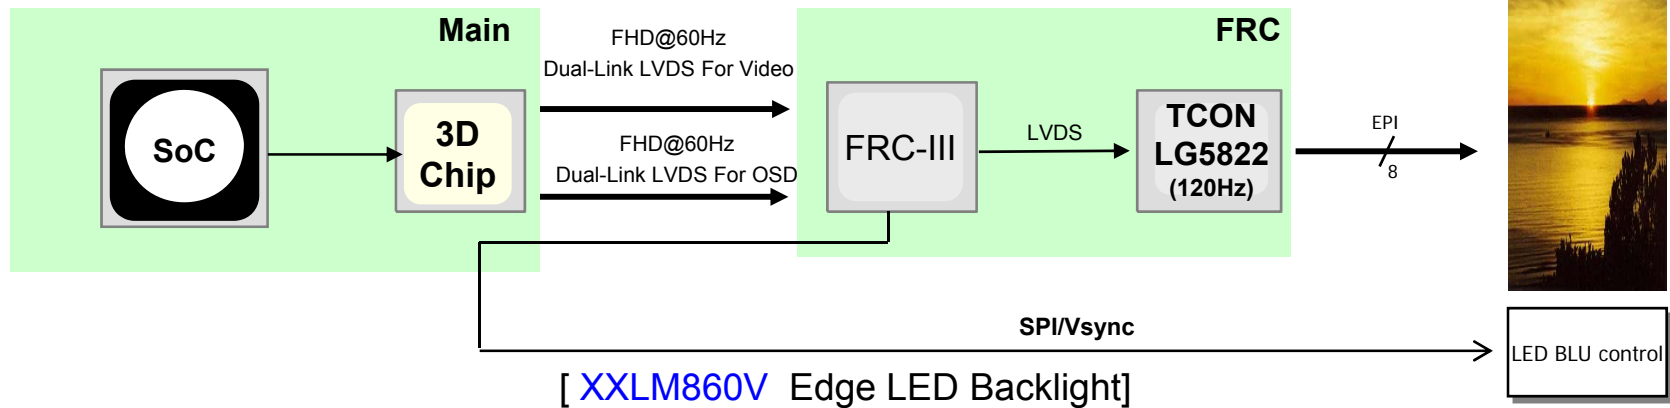 Main
SoC
3D
Chip
FHD@60Hz
Dual-Link LVDS For Video
FHD@60Hz
Dual-Link LVDS For OSD
FRC
FRC-III
LVDS
TCON
LG5822
(120Hz)
EPI
8
SPI/Vsync
LED BLU control
[ XXLM860V Edge LED Backlight]